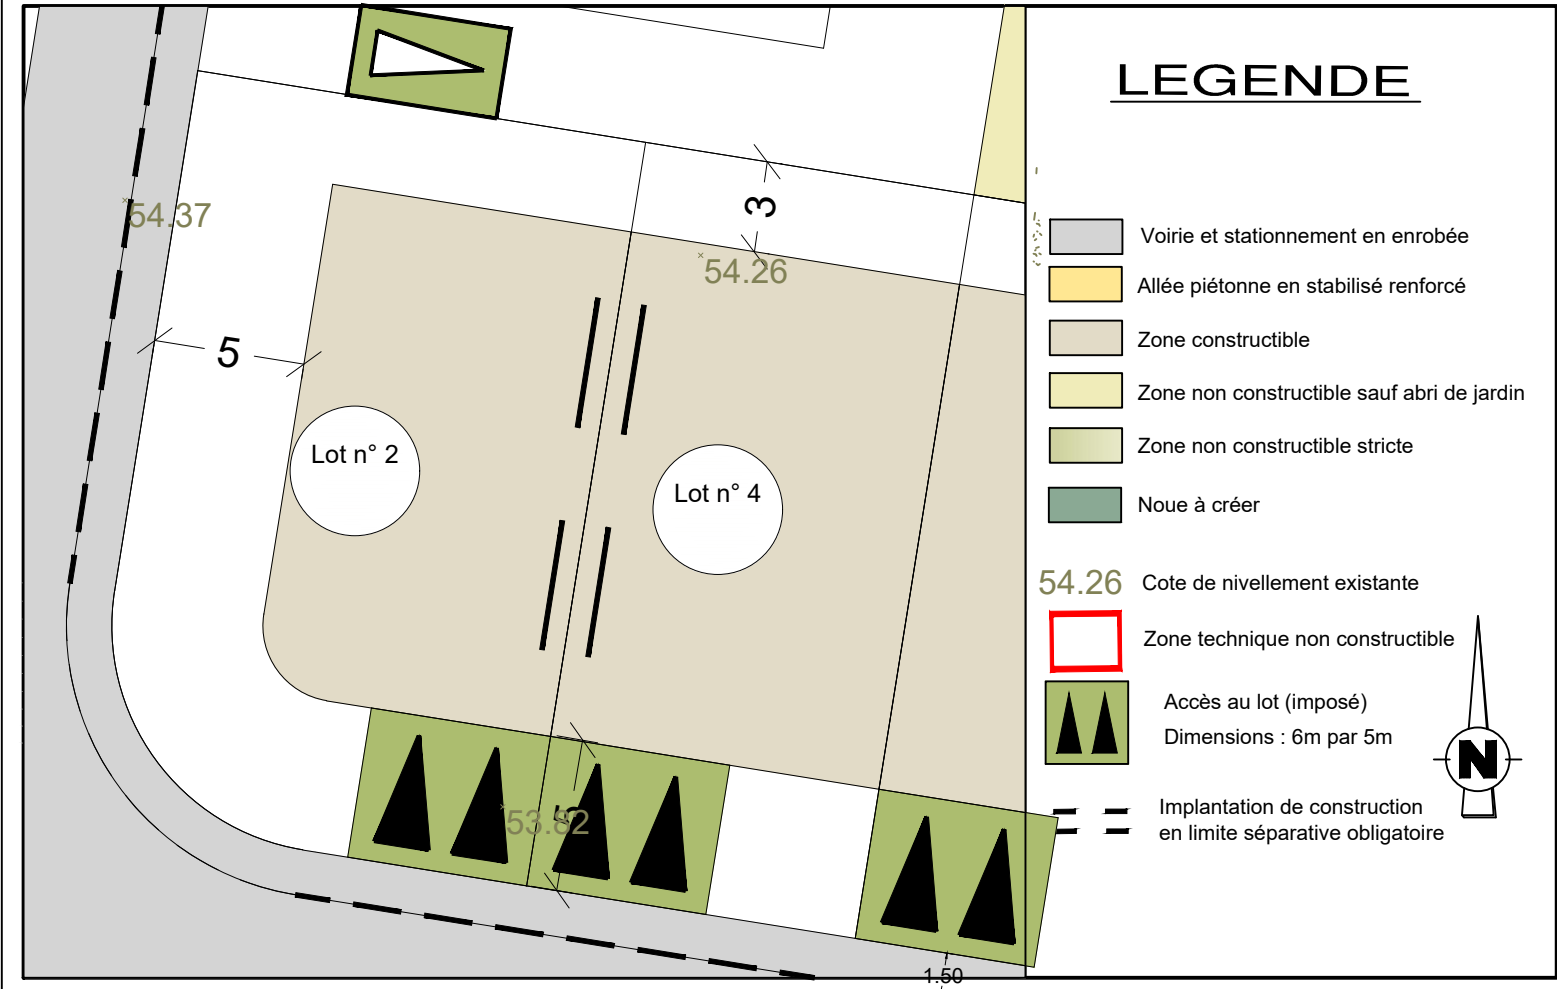 LEGENDE
54.37
3
54.26
5
Lot n° 2
Lot n° 4
5
53.82
1.50
Voirie et stationnement en enrobée
Allée piétonne en stabilisé renforcé
Zone constructible
Zone non constructible sauf abri de jardin
Zone non constructible stricte
Noue à créer
54.26 Cote de nivellement existante
Zone technique non constructible
Accès au lot (imposé)
Dimensions : 6m par 5m
N
Implantation de construction
en limite séparative obligatoire